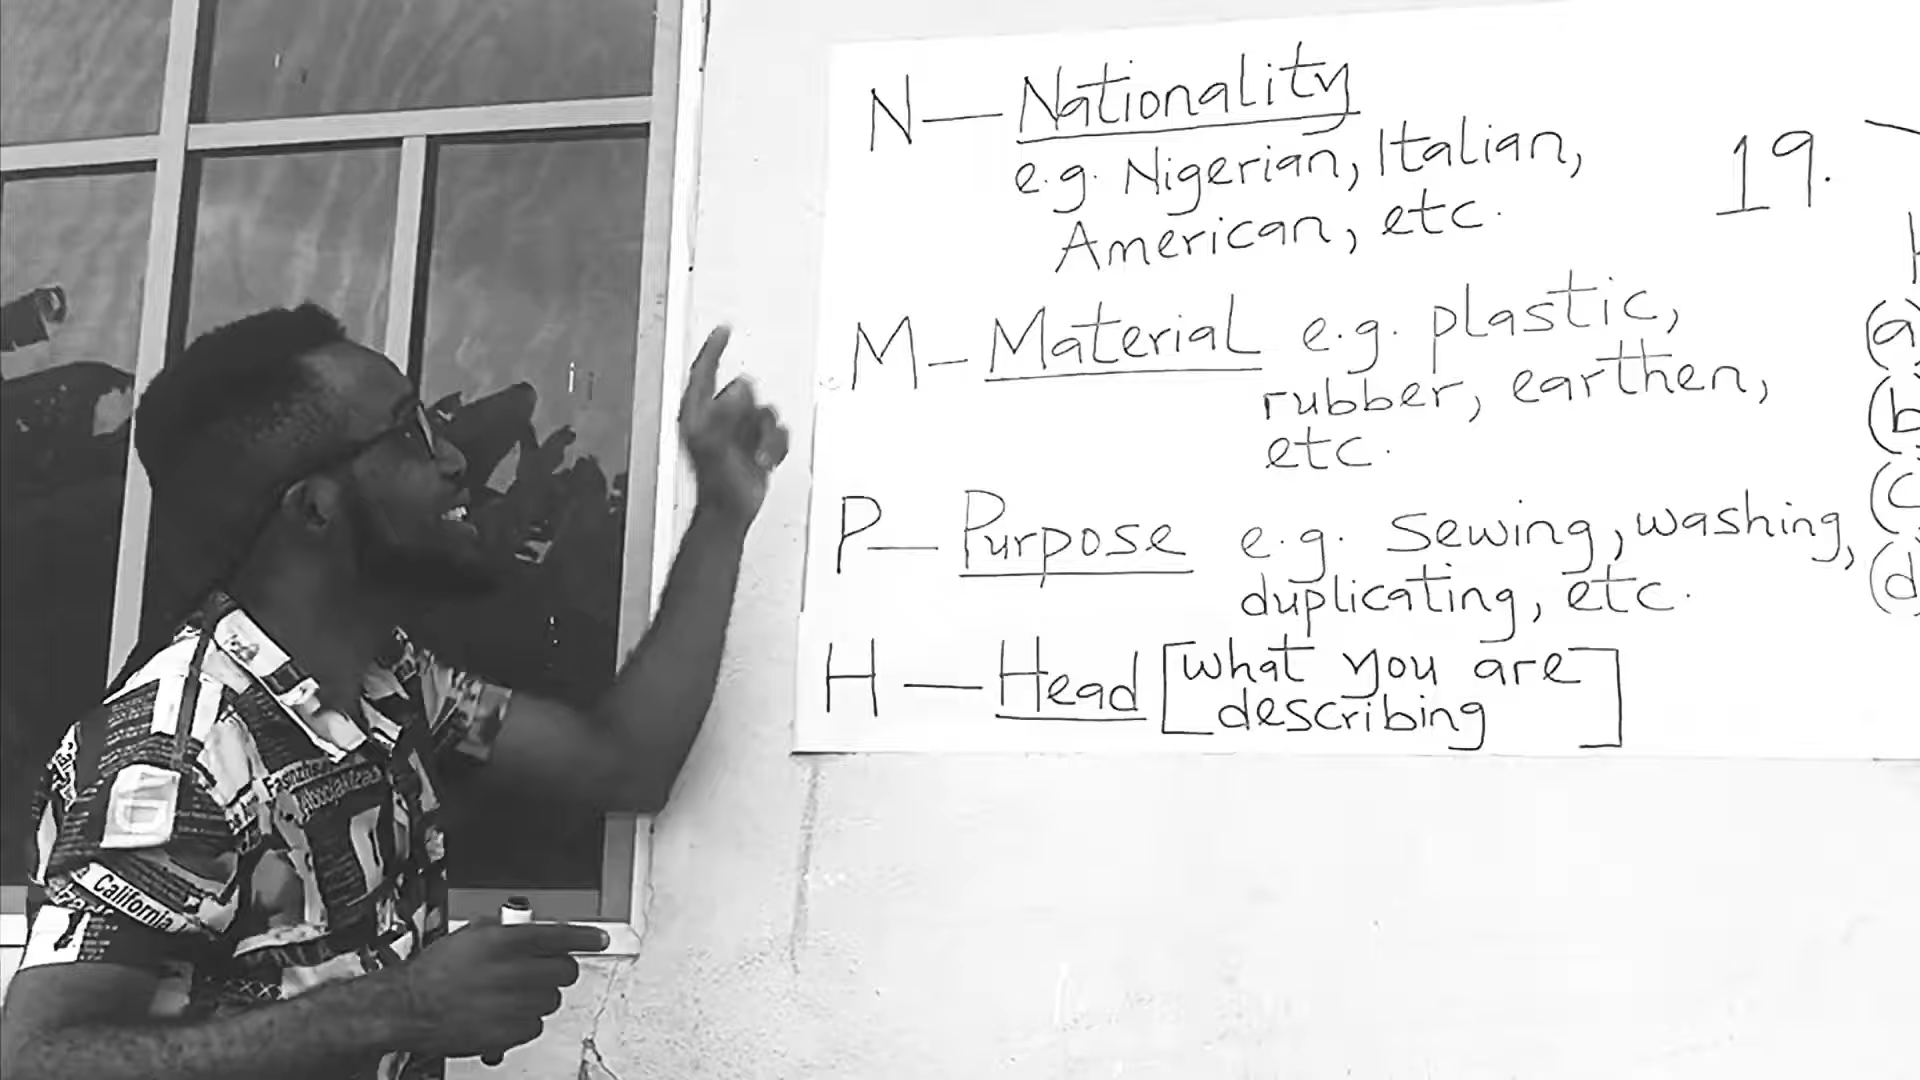 N — Nationality
e.g. Nigerian, Italian,
American, etc.
M — Material e.g. plastic,
rubber, earthen,
etc.
P — Purpose e.g. Sewing, washing,
duplicating, etc.
H — Head [what you are
describing]
19.
(a)
(b
(c
(d
California